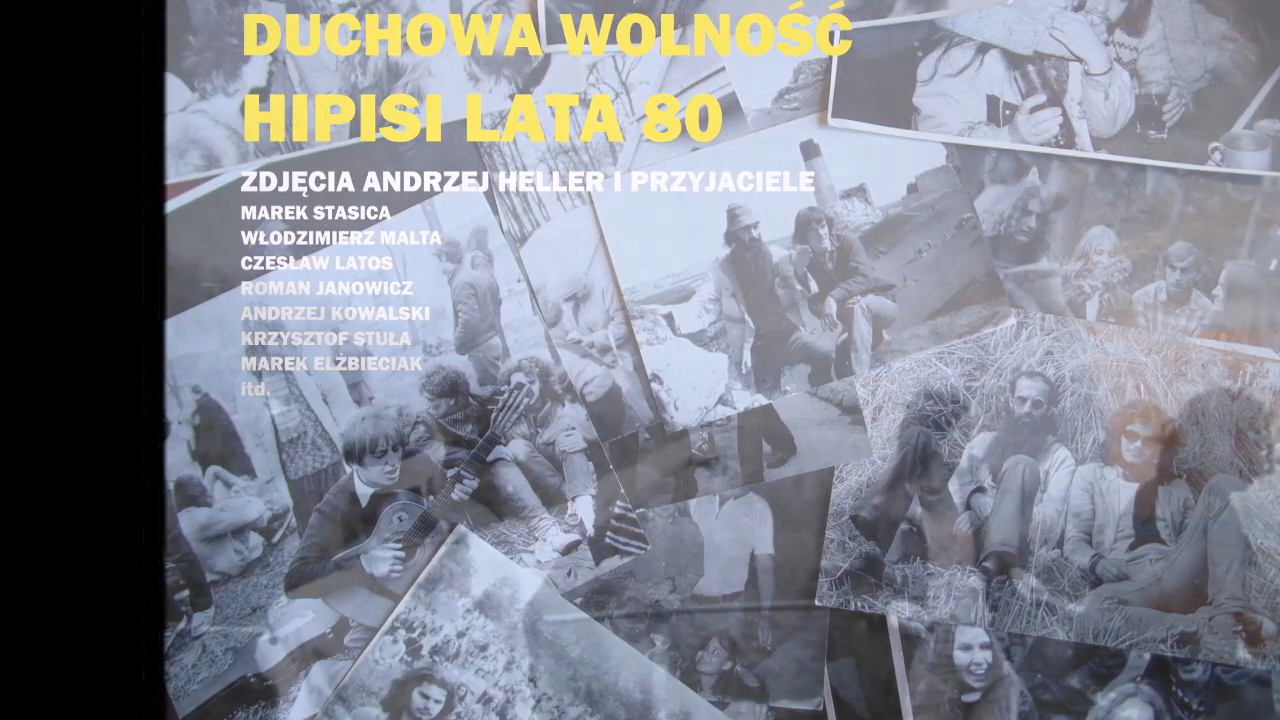 DUCHOWA WOLNOŚĆ
HIPISI LATA 80
ZDJĘCIA ANDRZEJ HELLER I PRZYJACIELE
MAREK STASICA
WŁODZIMIERZ MALTA
CZESŁAW LATOS
ROMAN JANOWICZ
ANDRZEJ KOWALSKI
KRZYSZTOF STUŁA
MAREK ELŻBIECIAK
itd.